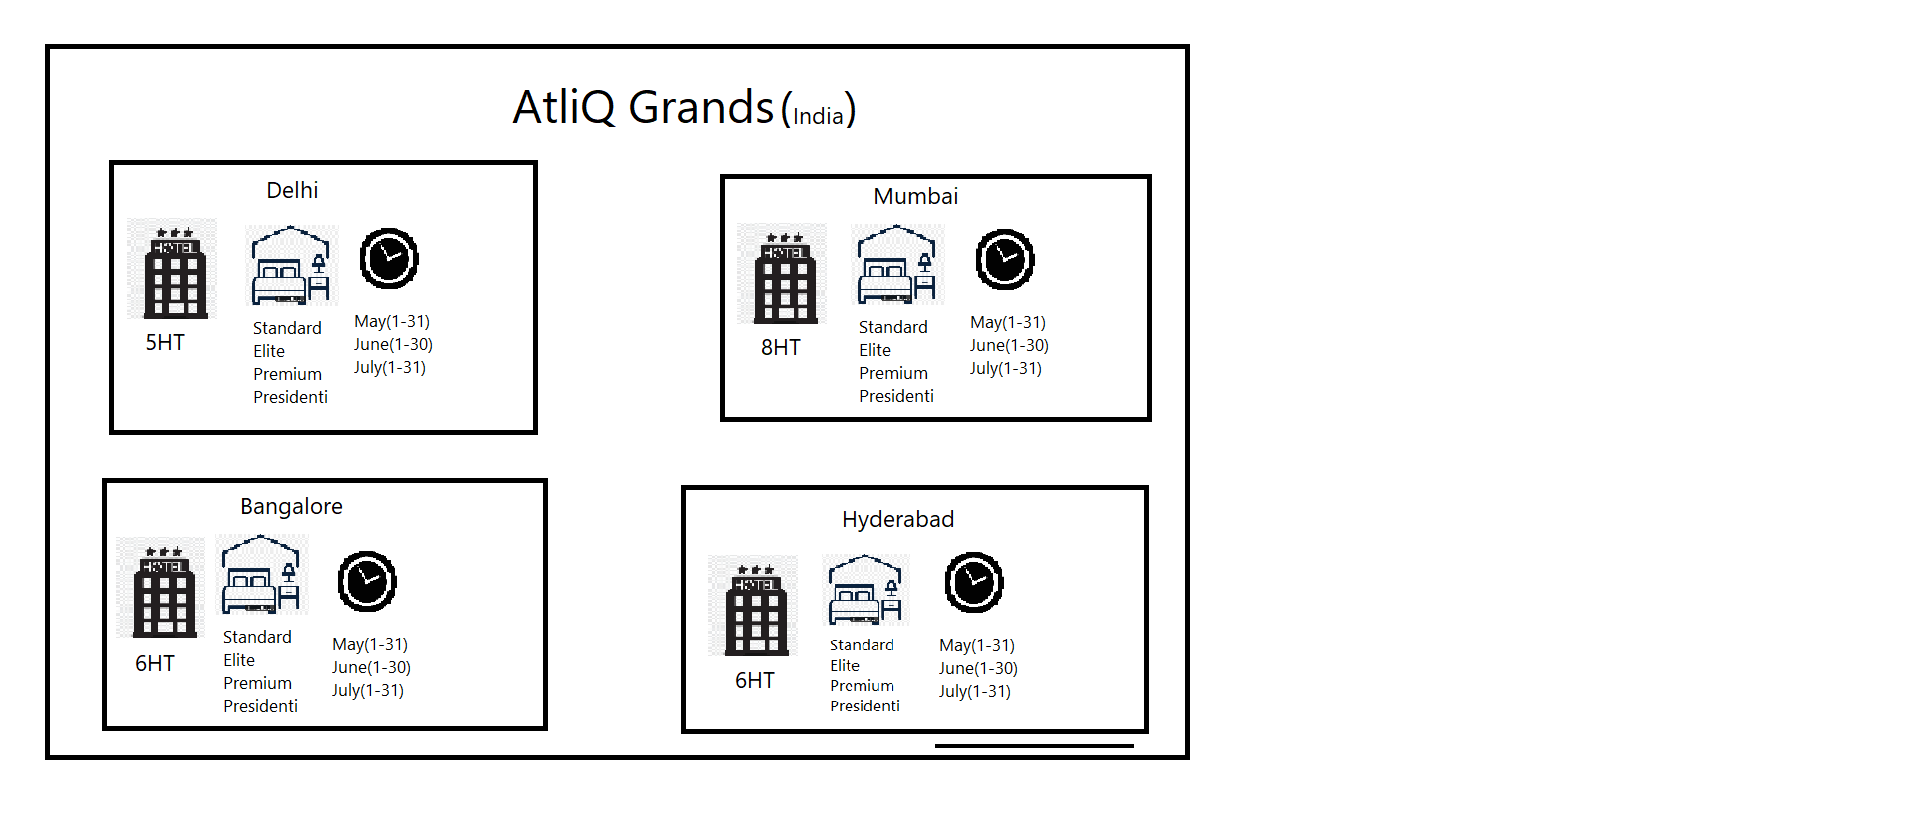 AtliQ Grands(India)
Delhi
HOTEL
5HT
Standard
Elite
Premium
Presidenti
May(1-31)
June(1-30)
July(1-31)
Mumbai
HOTEL
8HT
Standard
Elite
Premium
Presidenti
May(1-31)
June(1-30)
July(1-31)
Bangalore
HOTEL
6HT
Standard
Elite
Premium
Presidenti
May(1-31)
June(1-30)
July(1-31)
Hyderabad
HOTEL
6HT
Standard
Elite
Premium
Presidenti
May(1-31)
June(1-30)
July(1-31)